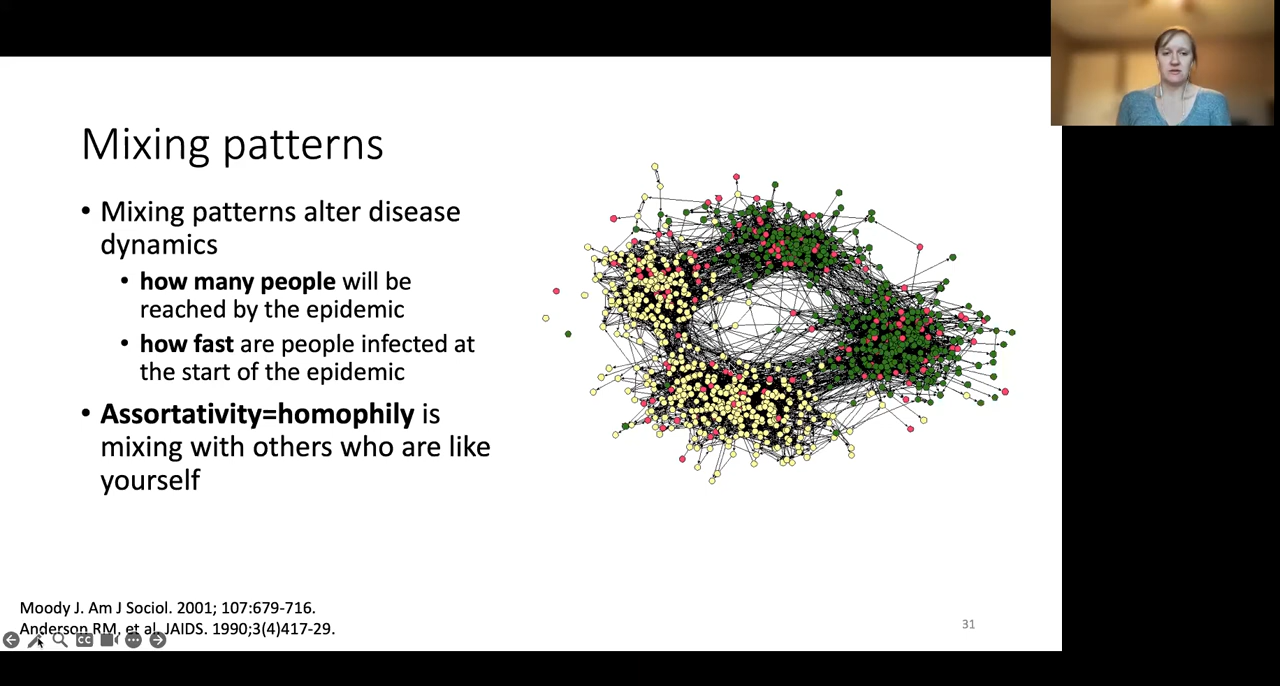 Mixing patterns
• Mixing patterns alter disease
dynamics
• how many people will be
reached by the epidemic
• how fast are people infected at
the start of the epidemic
• Assortativity=homophily is
mixing with others who are like
yourself
Moody J. Am J Sociol. 2001; 107:679-716.
Anderson RM, et al. JAIDS. 1990;3(4)417-29.
CC
31